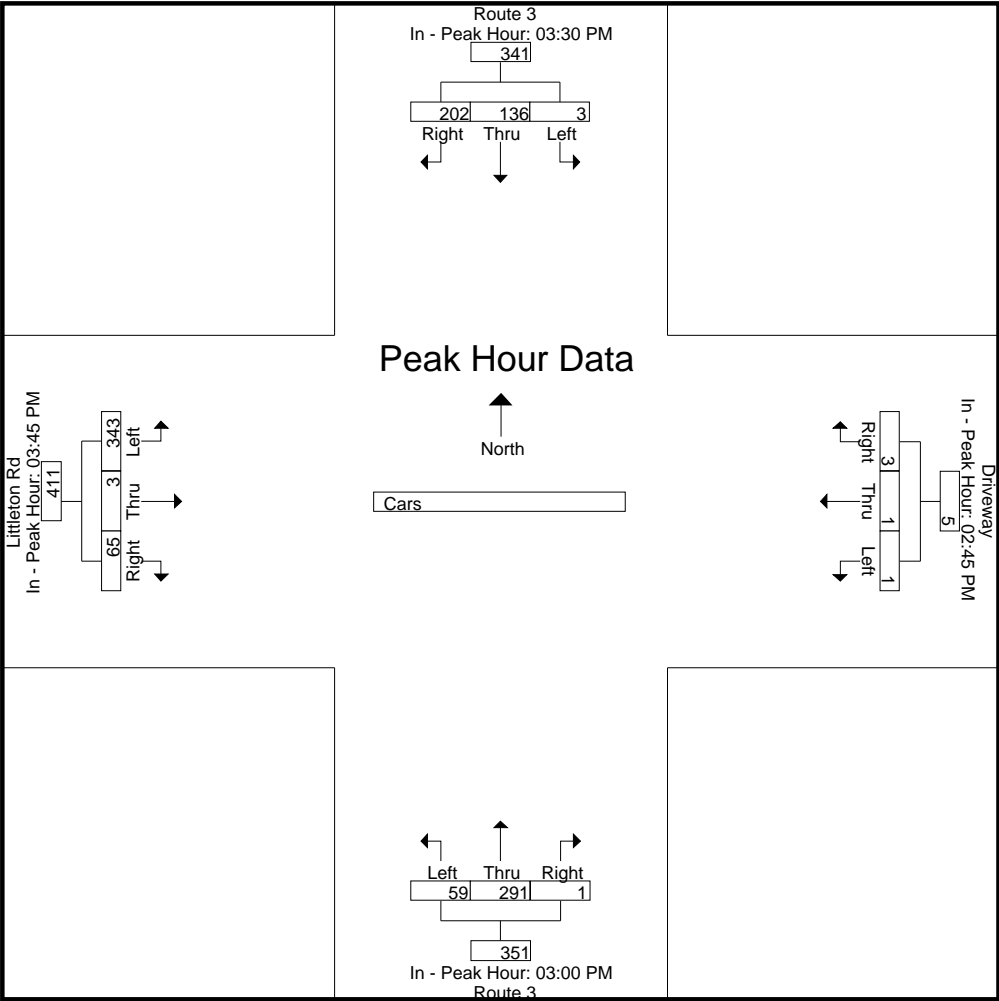 Route 3
In - Peak Hour: 03:30 PM
341
202 136 3
Right Thru Left
Peak Hour Data
North
Cars
Littleton Rd
In - Peak Hour: 03:45 PM
411
343 3 65
Left Thru Right
Driveway
In - Peak Hour: 02:45 PM
5
3 1 1
Right Thru Left
Left Thru Right
59 291 1
351
In - Peak Hour: 03:00 PM
Route 3